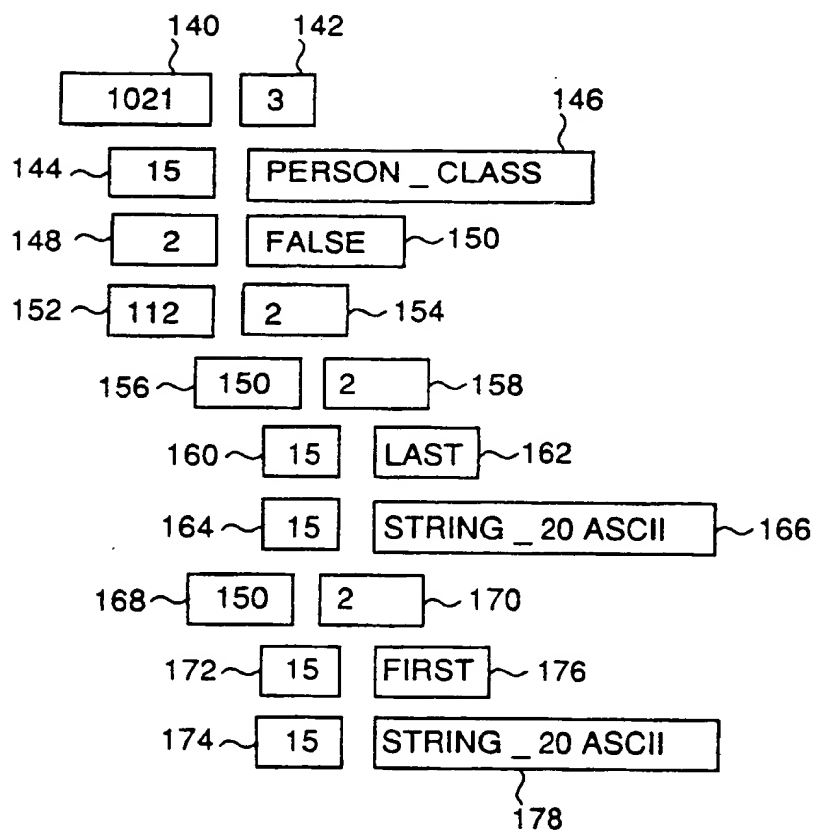 140 142
1021 3 146
144 15 PERSON _ CLASS
148 2 FALSE 150
152 112 2 154
156 150 2 158
160 15 LAST 162
164 15 STRING _ 20 ASCII 166
168 150 2 170
172 15 FIRST 176
174 15 STRING _ 20 ASCII
178